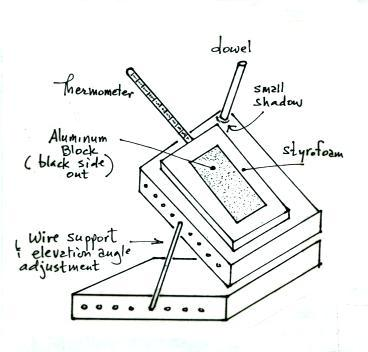 dowel
Thermometer
small
shadow
Aluminum
Block
(black side)
out
styrofoam
Wire support
& elevation angle
adjustment